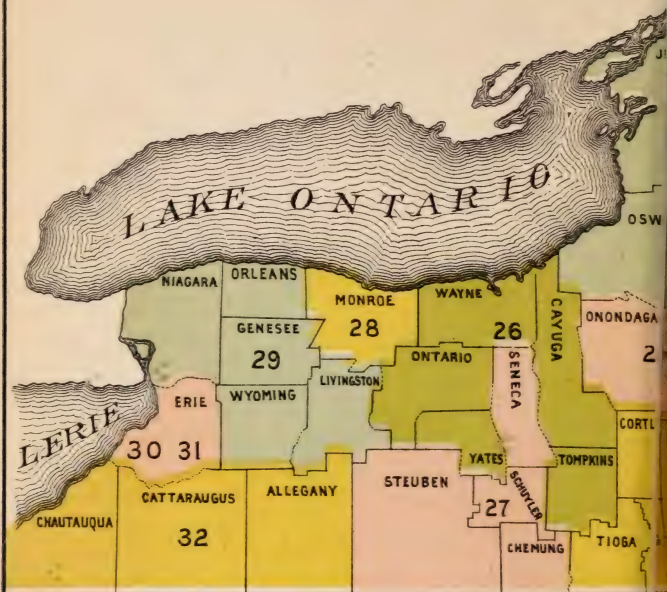 J
LAKE ONTARIO
OSW
NIAGARA
ORLEANS
MONROE
28
WAYNE
26
CAYUGA
ONONDAGA
2
GENESEE
29
ONTARIO
SENECA
LIVINGSTON
WYOMING
ERIE
30 31
L.ERIE
CORTL
YATES
TOMPKINS
STEUBEN
SCHUYLER
27
ALLEGANY
CATTARAUGUS
32
CHAUTAUQUA
CHEMUNG
TIOGA